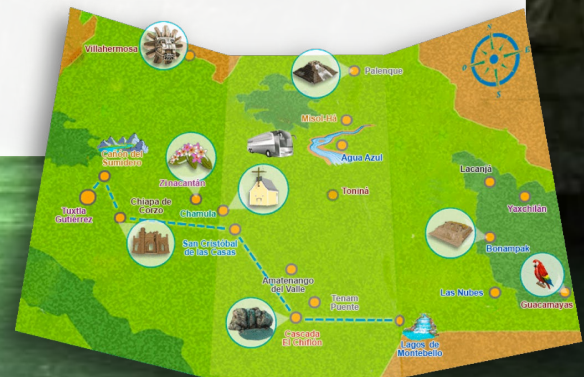 Villahermosa
Palenque
Misol-Há
Agua Azul
Cañón del
Sumidero
Zinacantán
Chiapa de
Corzo
Tuxtla
Gutiérrez
Chamula
Toniná
San Cristóbal
de las Casas
Lacanja
Yaxchilán
Bonampak
Amatenango
del Valle
Tenam
Puente
Las Nubes
Guacamayas
Cascada
El Chiflón
Lagos de
Montebello
S